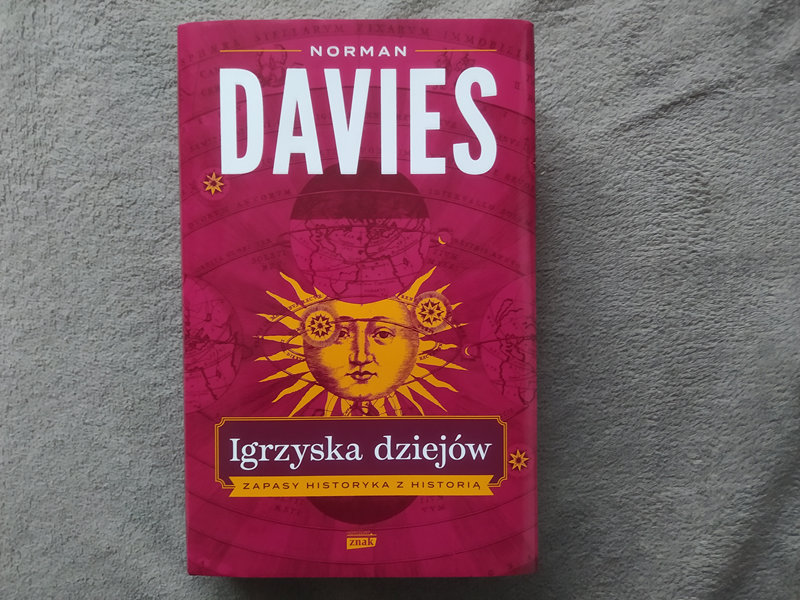 NORMAN
DAVIES
Igrzyska dziejów
ZAPASY HISTORYKA Z HISTORIĄ
znak